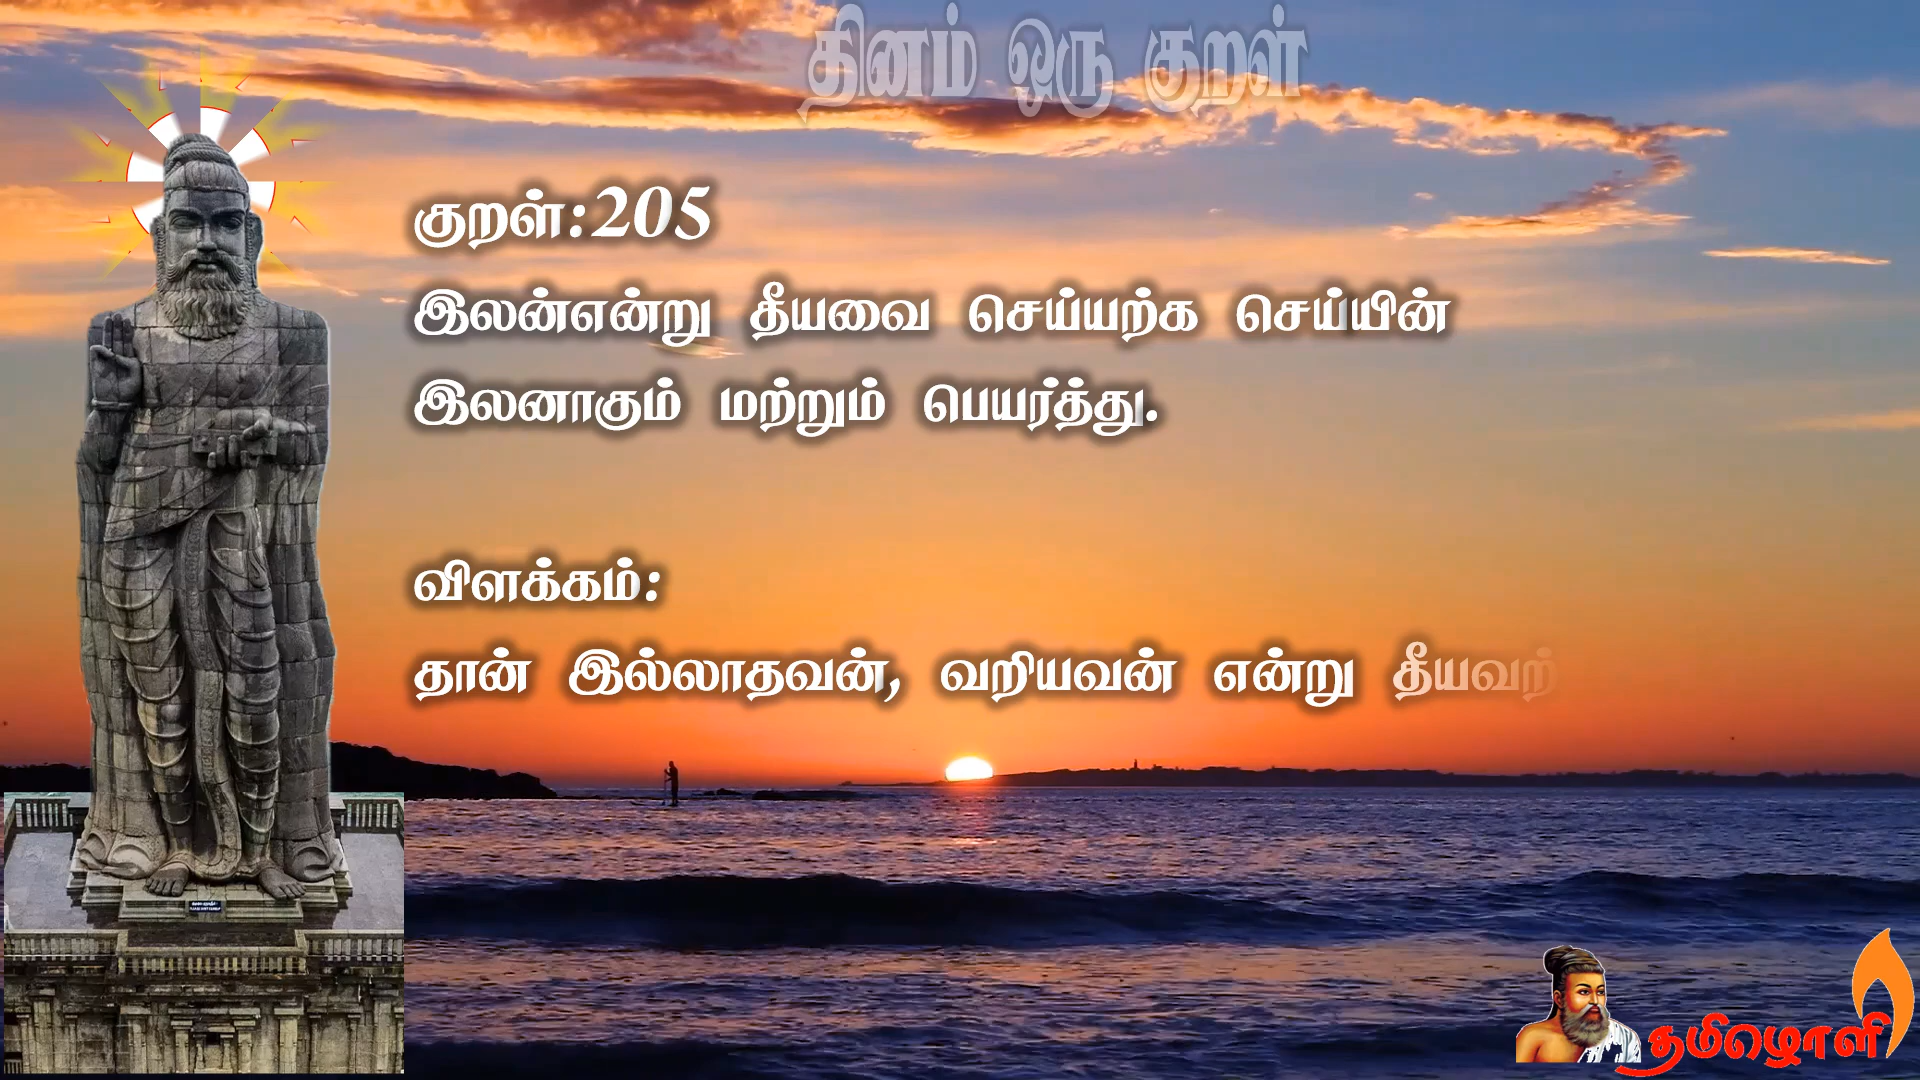 தினம் ஒரு குறள்
குறள்:205
இலன்என்று தீயவை செய்யற்க செய்யின்
இலனாகும் மற்றும் பெயர்த்து.
விளக்கம்:
தான் இல்லாதவன், வறியவன் என்று தீயவற்
தமிழொளி